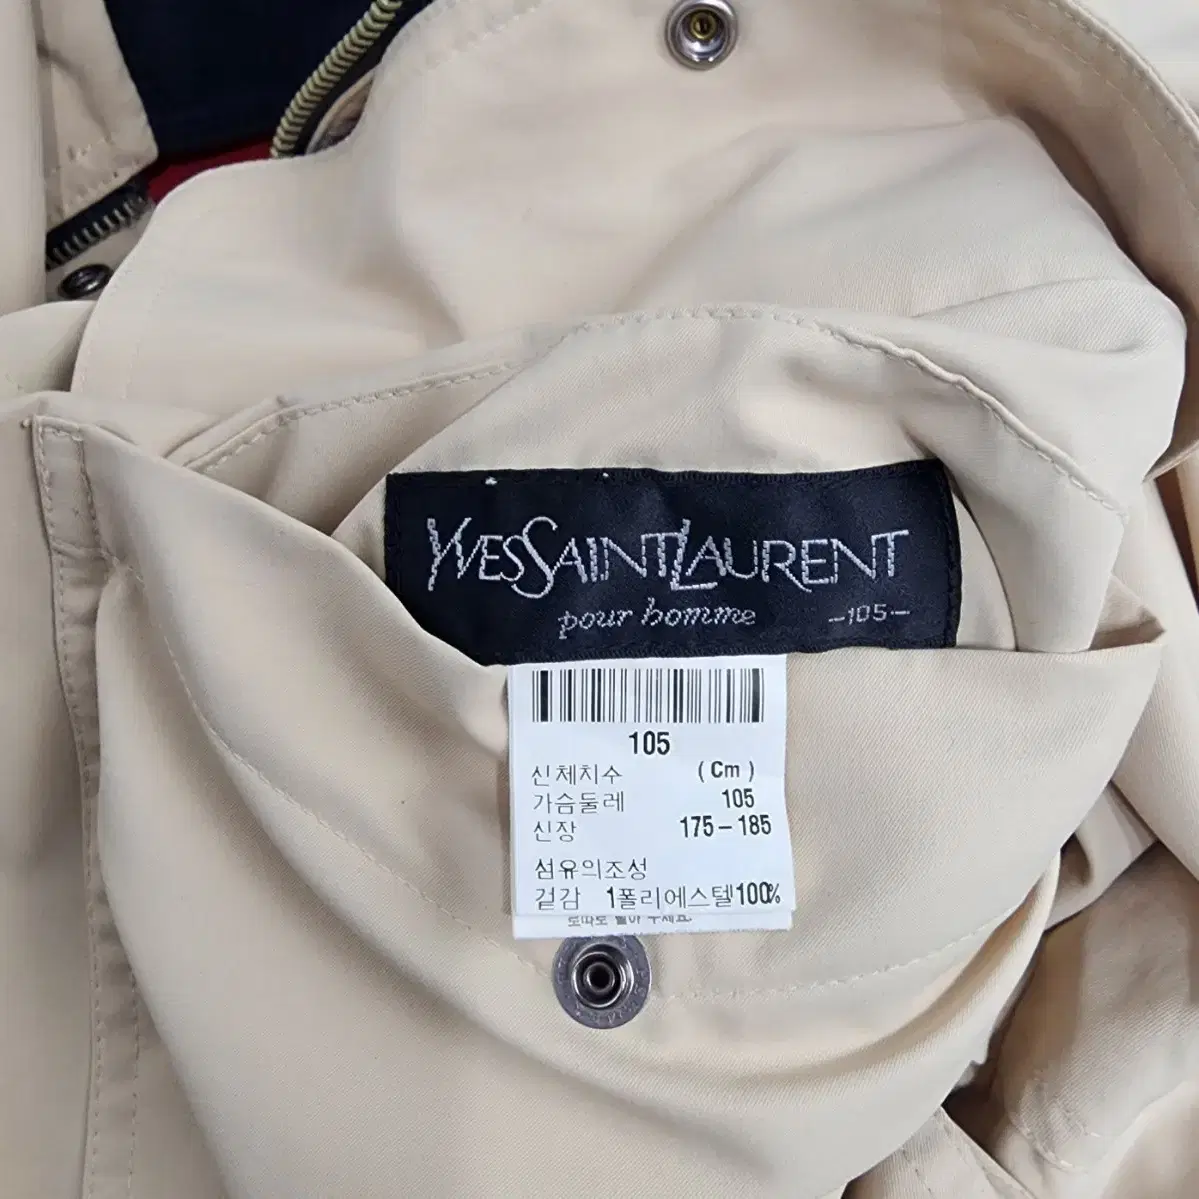 YVESSAINTLAURENT
pour homme -105-
105
신체치수 (Cm)
가슴둘레 105
신장 175-185
섬유의조성
겉감 1폴리에스텔100%